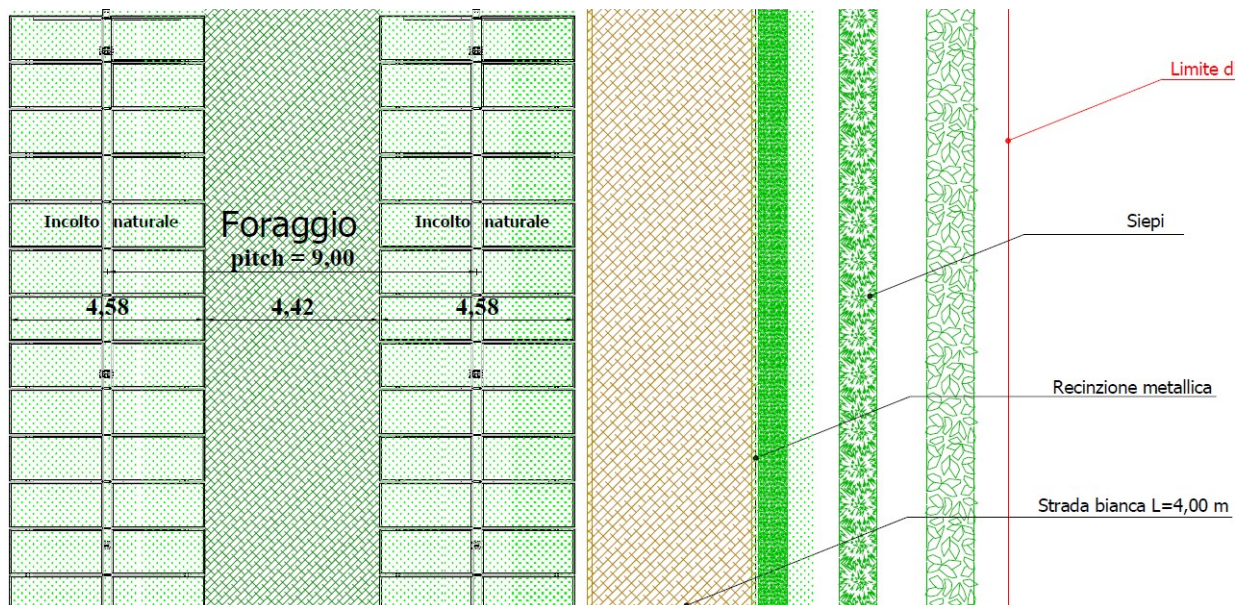 Limite d
Incolto naturale
Foraggio
Incolto naturale
Siepi
pitch = 9,00
4,58
4,42
4,58
Recinzione metallica
Strada bianca L=4,00 m